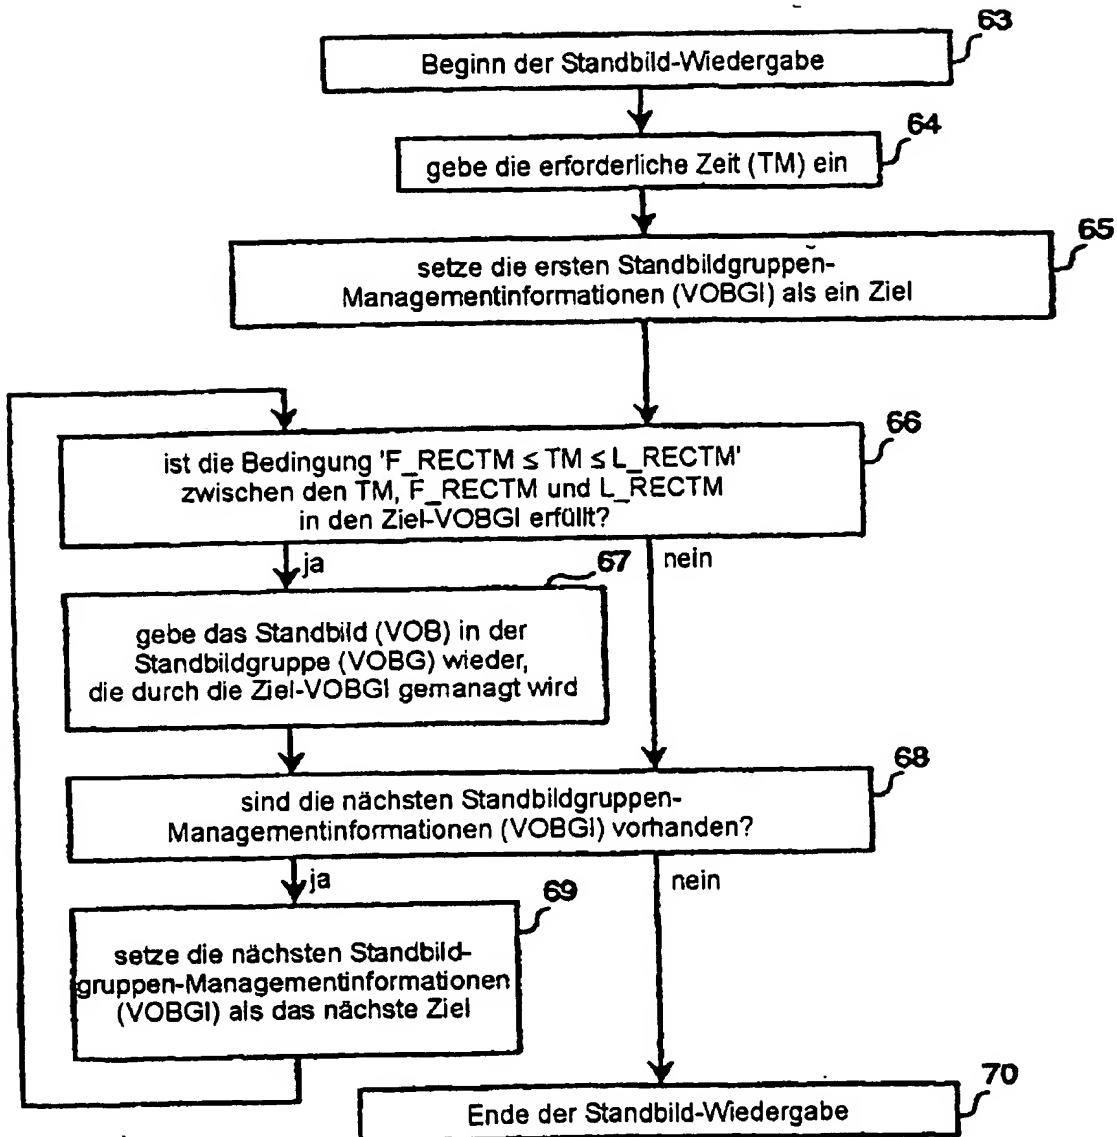 63
Beginn der Standbild-Wiedergabe
64
gebe die erforderliche Zeit (TM) ein
65
setze die ersten Standbildgruppen-
Managementinformationen (VOBGI) als ein Ziel
66
ist die Bedingung 'F_RECTM ≤ TM ≤ L_RECTM'
zwischen den TM, F_RECTM und L_RECTM
in den Ziel-VOBGI erfüllt?
ja
67
nein
gebe das Standbild (VOB) in der
Standbildgruppe (VOBG) wieder,
die durch die Ziel-VOBGI gemanagt wird
68
sind die nächsten Standbildgruppen-
Managementinformationen (VOBGI) vorhanden?
ja
nein
69
setze die nächsten Standbild-
gruppen-Managementinformationen
(VOBGI) als das nächste Ziel
70
Ende der Standbild-Wiedergabe